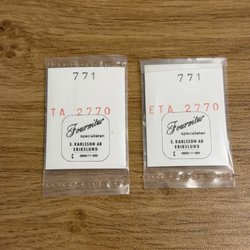 771
TA 2770
Fournitur
specialisten
S. KARLSSON AB
ERIKSLUND
771
ETA 2770
Fournitur
specialisten
S. KARLSSON AB
ERIKSLUND